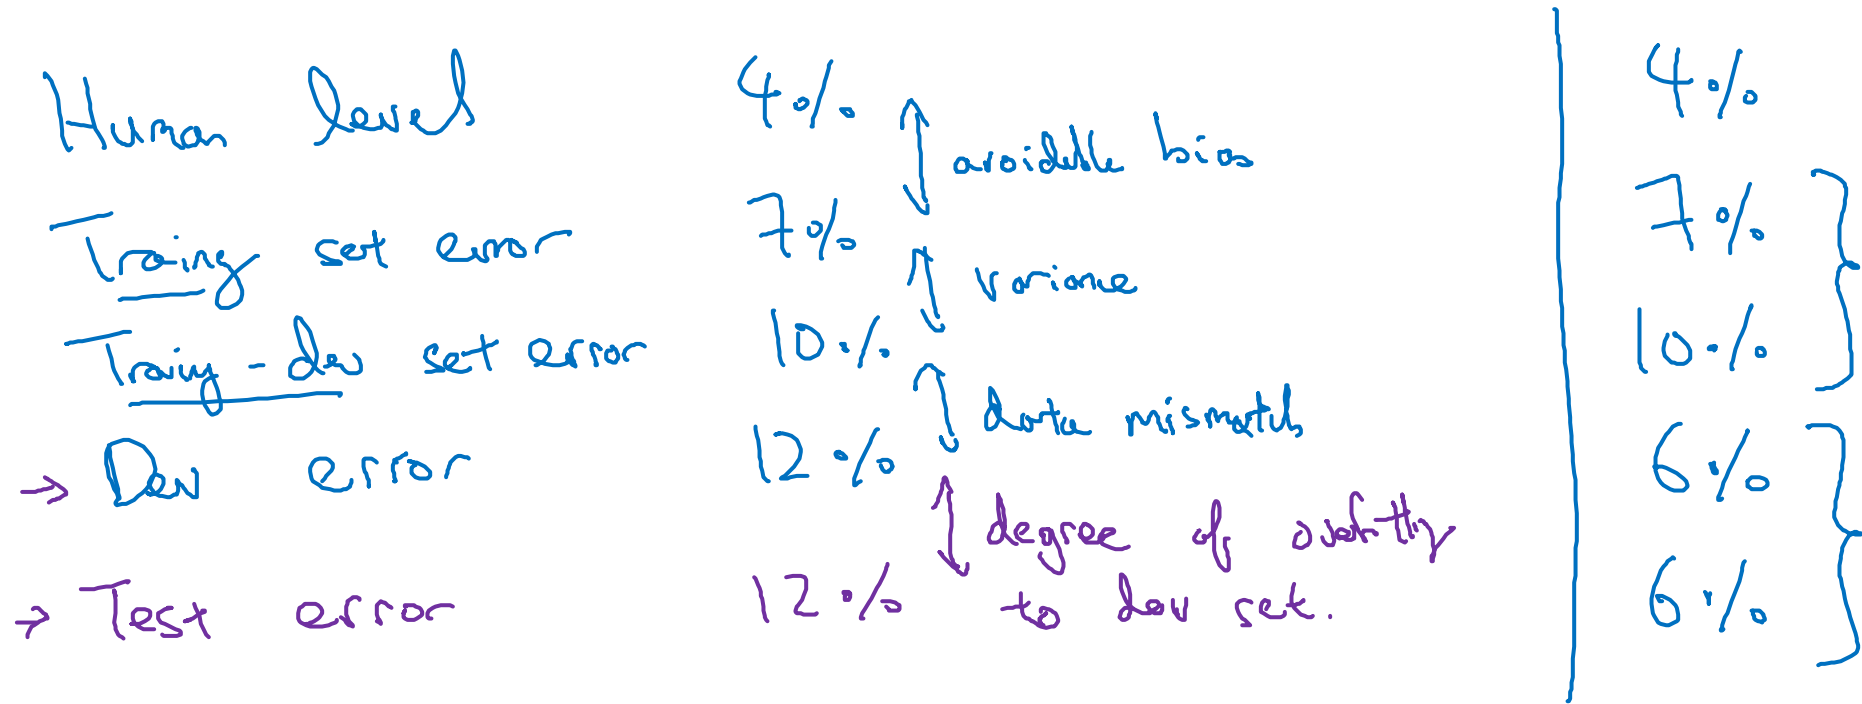 Human level 4% 4%
avoidable bias
Training set error 7% 7%
variance
Training-dev set error 10% 10%
data mismatch
→ Dev error 12% 6%
degree of overfitting
→ Test error 12% to dev set. 6%